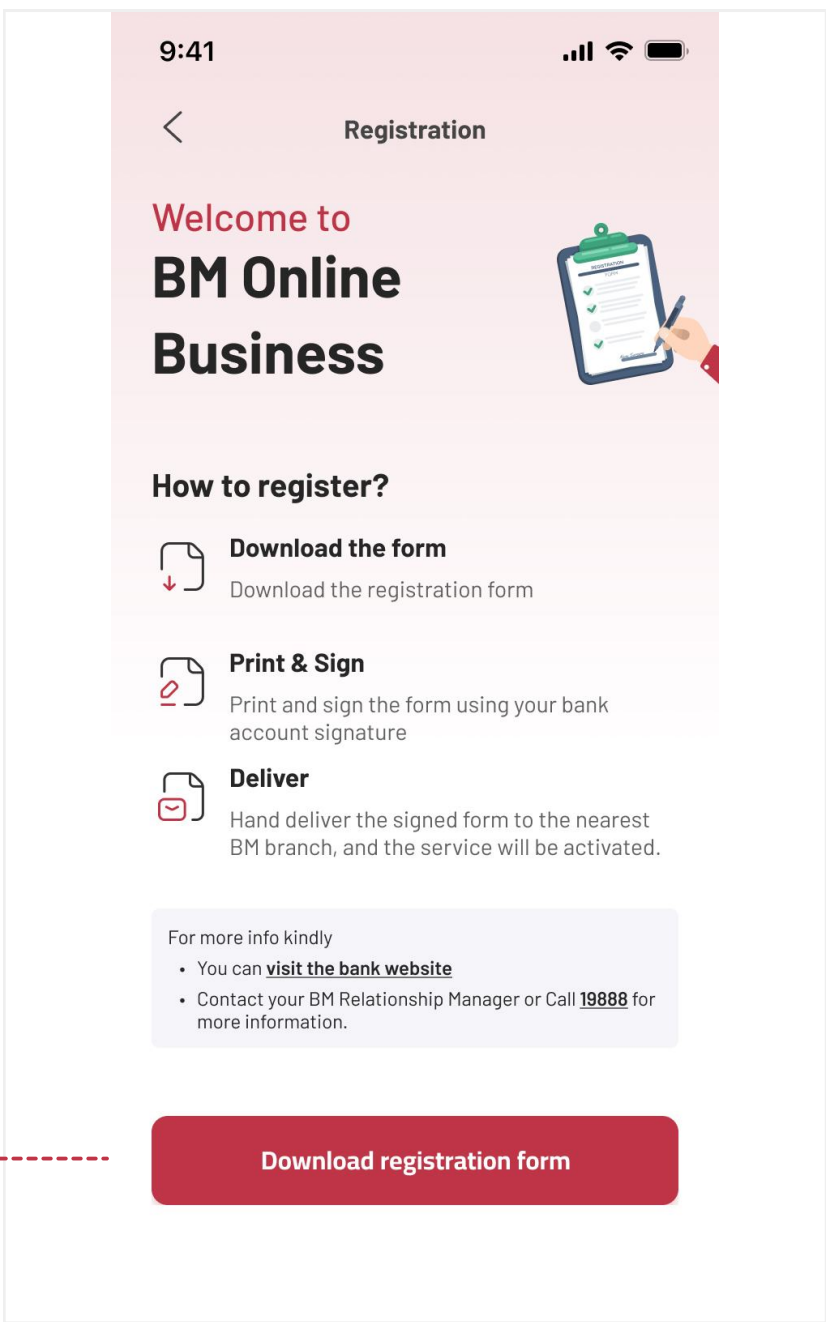 9:41
Registration
Welcome to
BM Online
Business
REGISTRATION
FORM
How to register?
Download the form
Download the registration form
Print & Sign
Print and sign the form using your bank
account signature
Deliver
Hand deliver the signed form to the nearest
BM branch, and the service will be activated.
For more info kindly
• You can visit the bank website
• Contact your BM Relationship Manager or Call 19888 for
more information.
Download registration form